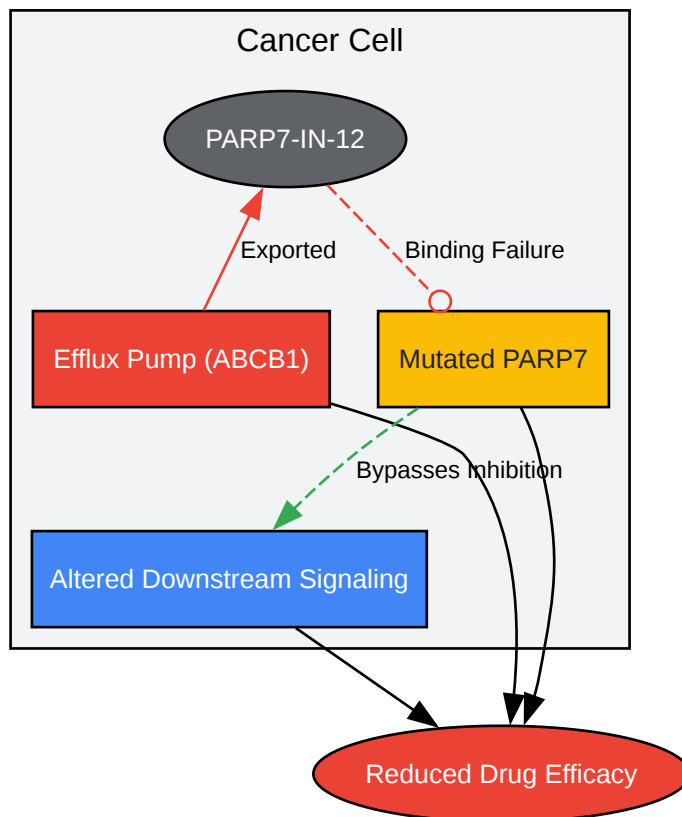 Cancer Cell
PARP7-IN-12
Exported
Binding Failure
Efflux Pump (ABCB1)
Mutated PARP7
Bypasses Inhibition
Altered Downstream Signaling
Reduced Drug Efficacy